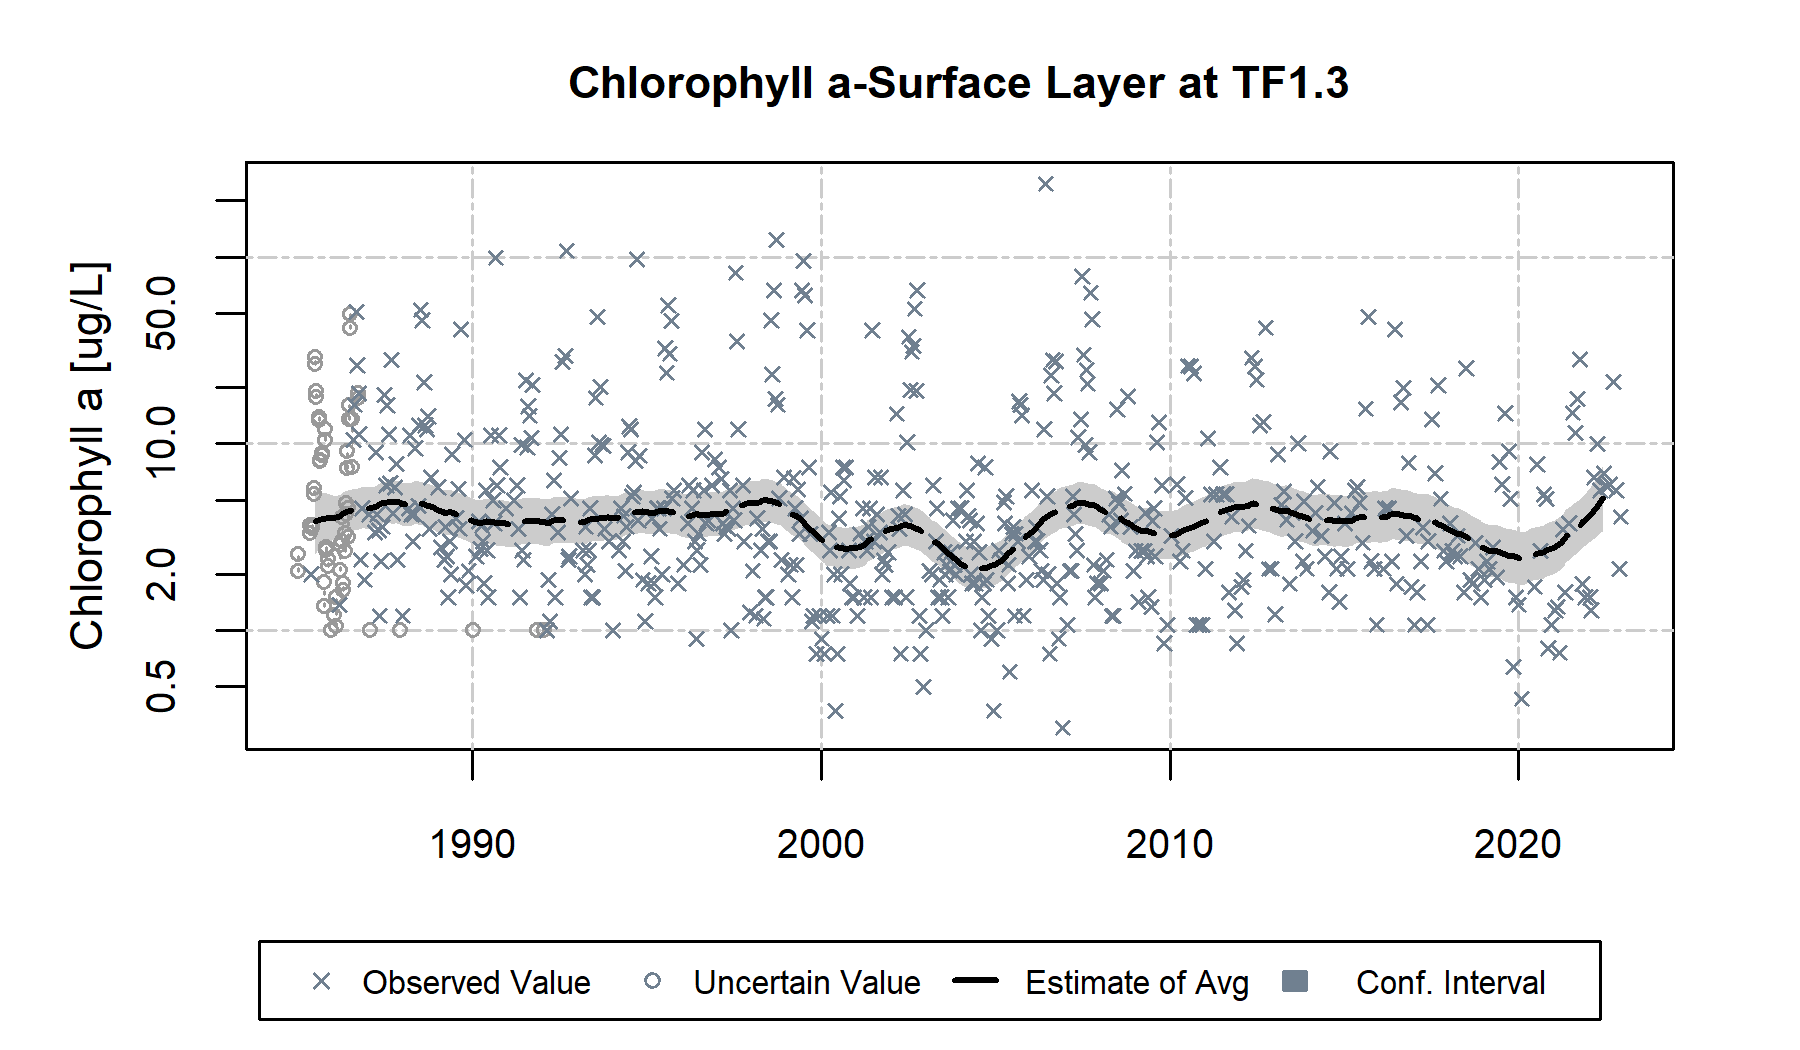 Chlorophyll a-Surface Layer at TF1.3
Chlorophyll a [ug/L]
50.0
10.0
2.0
0.5
1990 2000 2010 2020
Observed Value Uncertain Value Estimate of Avg Conf. Interval